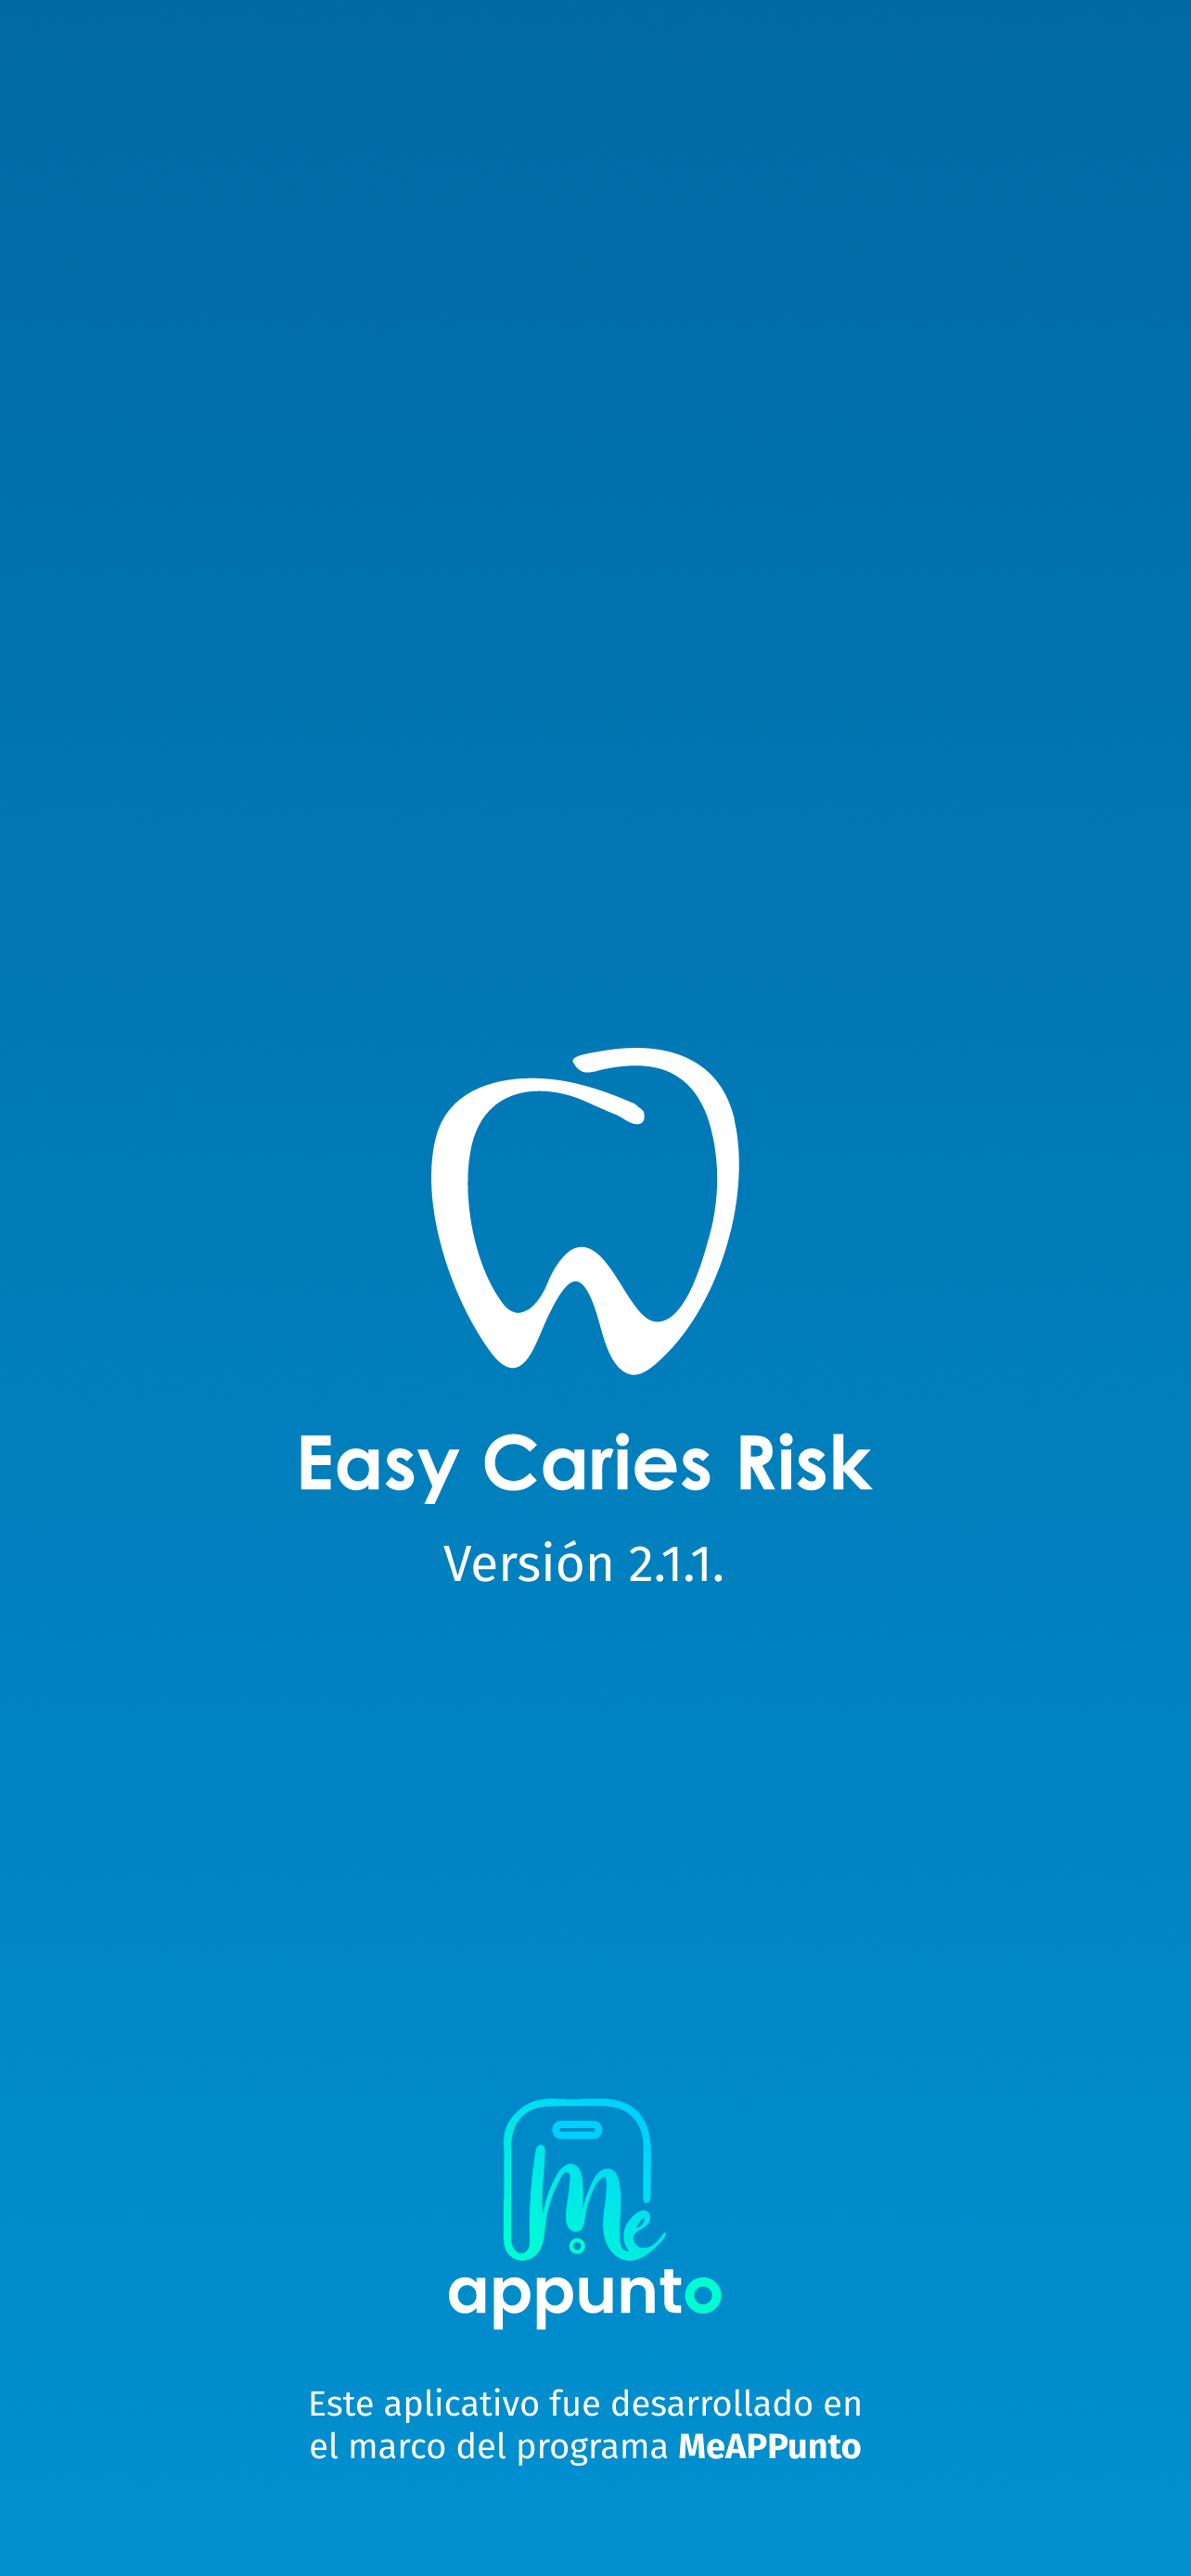 Easy Caries Risk
Versión 2.1.1.
Me
appunto
Este aplicativo fue desarrollado en
el marco del programa MeAPPunto